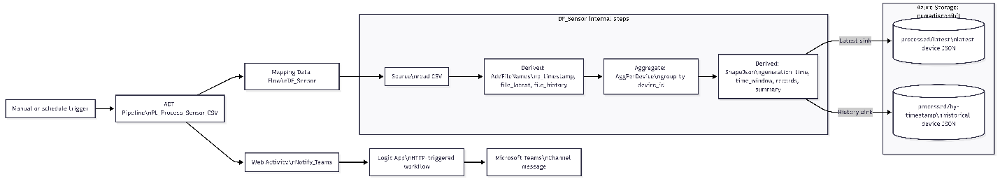 Manual or schedule trigger
ADF
Pipeline\nPL_Process_Sensor_CSV
Mapping Data
Flow\nDF_Sensor
Web Activity\nNotify_Teams
DF_Sensor internal steps
Source\nread CSV
Derived:
AddFileNames\np_timestamp,
file_latest, file_history
Aggregate:
AggPerDevice\ngroup by
device_id
Derived:
ShapeJson\ngeneration_time,
time_window, records,
summary
Latest sink
History sink
Azure Storage:
numedisponibil
processed/latest\nlatest
device JSON
processed/by-
timestamp\nhistorical
device JSON
Logic App\nHTTP triggered
workflow
Microsoft Teams\nChannel
message